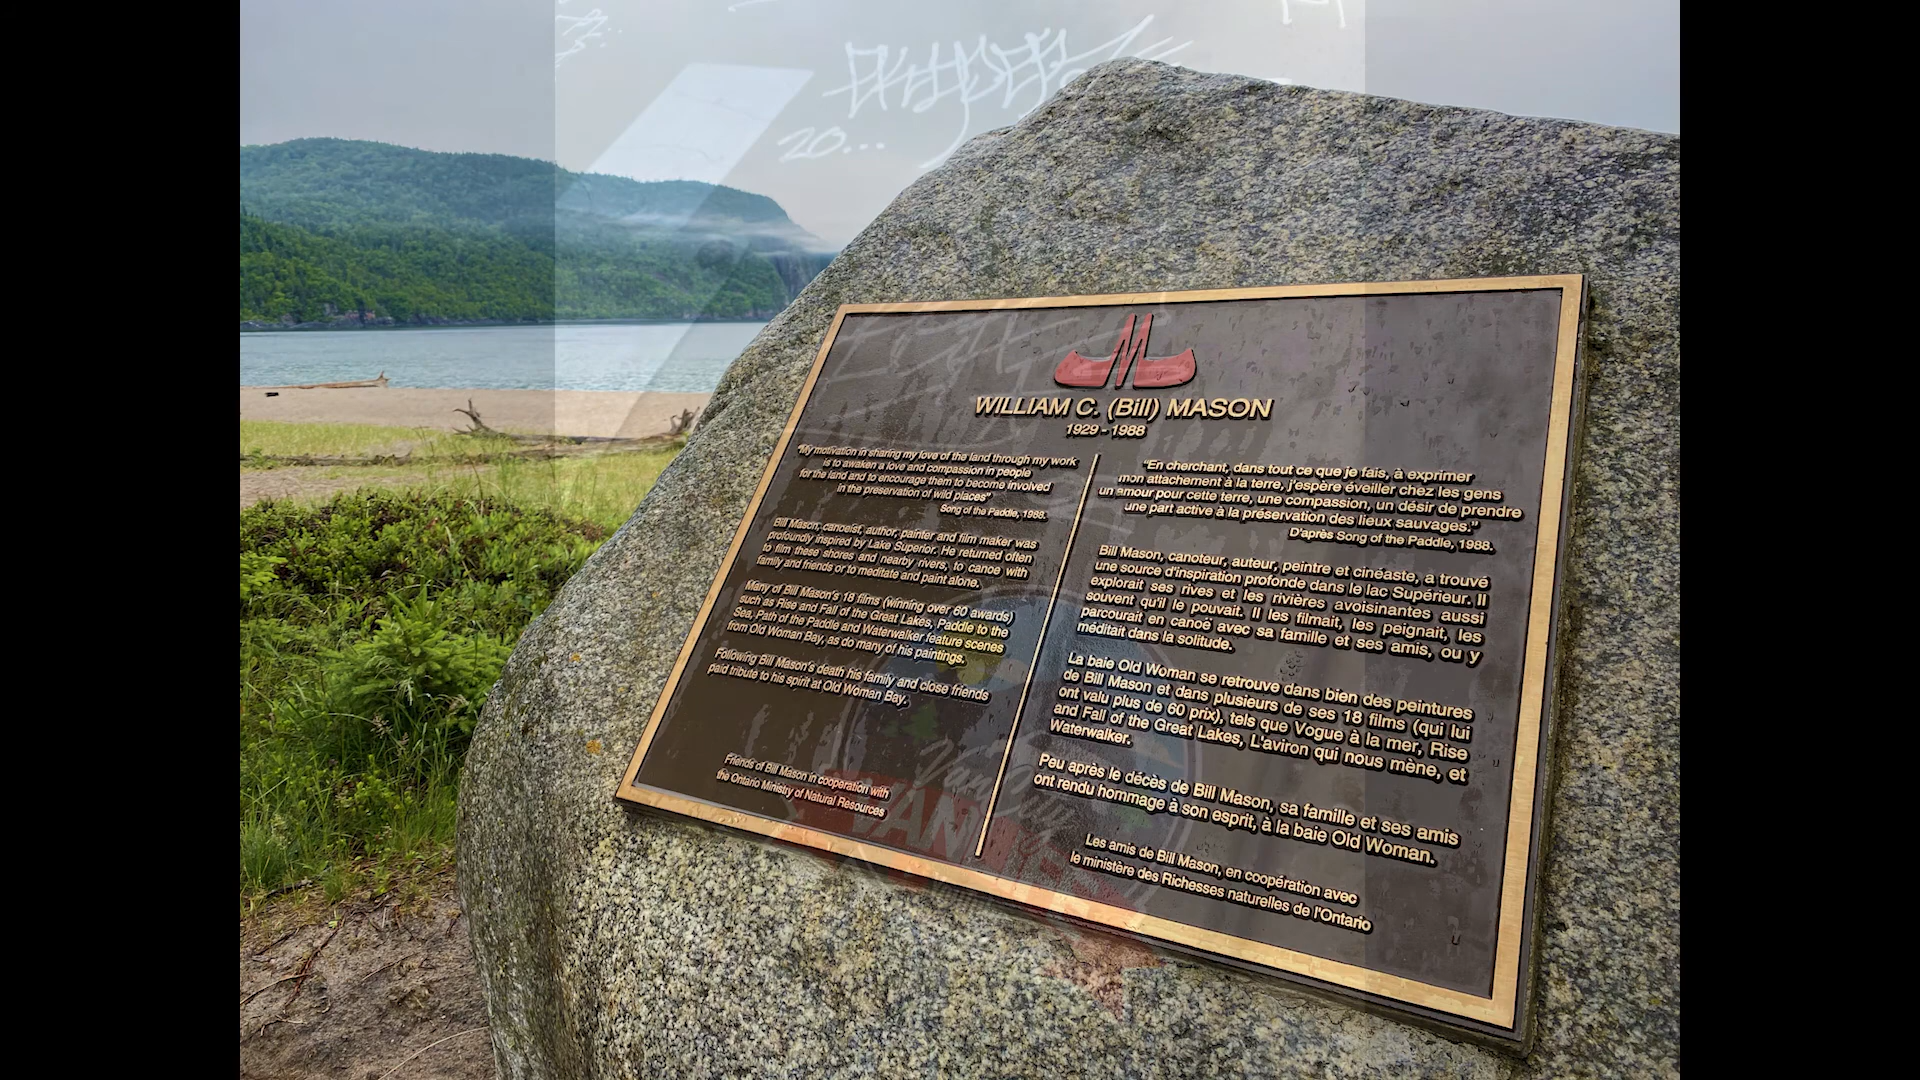 20...
WILLIAM C. (Bill) MASON
1929 - 1988
"My motivation in sharing my love of the land through my work
is to awaken a love and compassion in people
for the land and to encourage them to become involved
in the preservation of wild places"
Song of the Paddle, 1988.
Bill Mason, canoeist, author, painter and film maker was
profoundly inspired by Lake Superior. He returned often
to film these shores and nearby rivers, to canoe with
family and friends or to meditate and paint alone.
Many of Bill Mason's 18 films (winning over 60 awards)
such as Rise and Fall of the Great Lakes, Paddle to the
Sea, Path of the Paddle and Waterwalker feature scenes
from Old Woman Bay, as do many of his paintings.
Following Bill Mason's death his family and close friends
paid tribute to his spirit at Old Woman Bay.
Friends of Bill Mason in cooperation with
the Ontario Ministry of Natural Resources
"En cherchant, dans tout ce que je fais, à exprimer
mon attachement à la terre, j'espère éveiller chez les gens
un amour pour cette terre, une compassion, un désir de prendre
une part active à la préservation des lieux sauvages."
D'après Song of the Paddle, 1988.
Bill Mason, canoteur, auteur, peintre et cinéaste, a trouvé
une source d'inspiration profonde dans le lac Supérieur. Il
explorait ses rives et les rivières avoisinantes aussi
souvent qu'il le pouvait. Il les filmait, les peignait, les
parcourait en canoë avec sa famille et ses amis, ou y
méditait dans la solitude.
La baie Old Woman se retrouve dans bien des peintures
de Bill Mason et dans plusieurs de ses 18 films (qui lui
ont valu plus de 60 prix), tels que Vogue à la mer, Rise
and Fall of the Great Lakes, L'aviron qui nous mène, et
Waterwalker.
Peu après le décès de Bill Mason, sa famille et ses amis
ont rendu hommage à son esprit, à la baie Old Woman.
Les amis de Bill Mason, en coopération avec
le ministère des Richesses naturelles de l'Ontario